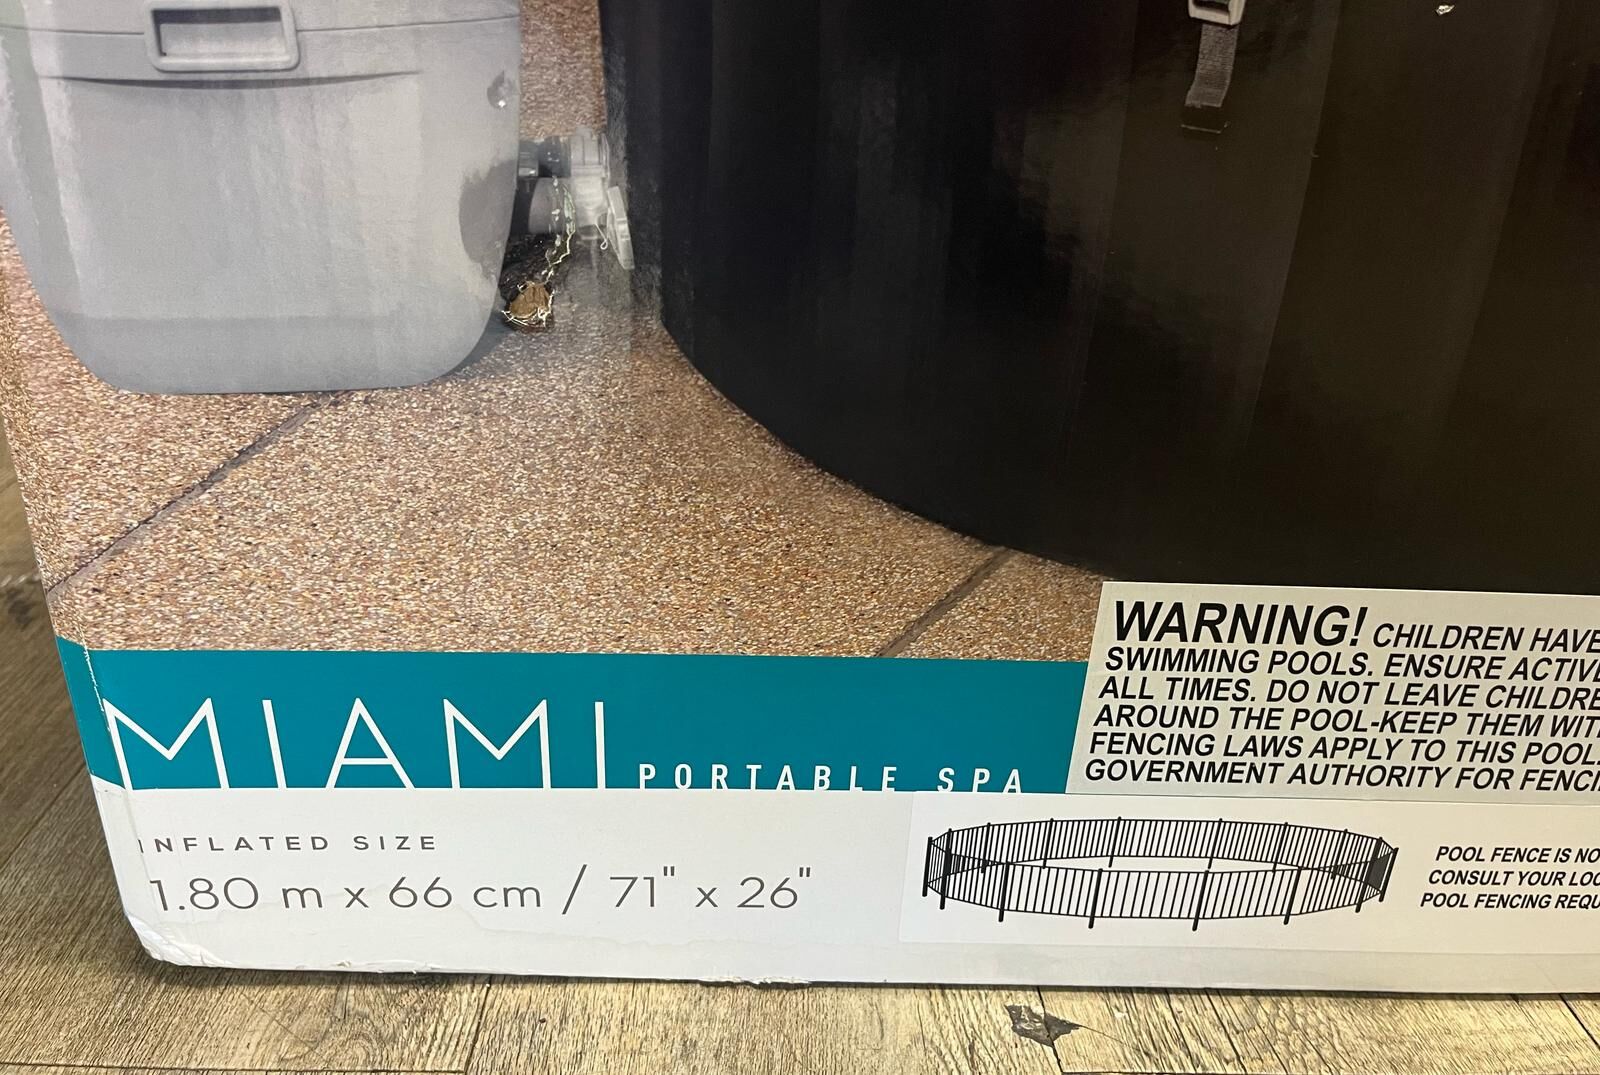 MIAMI PORTABLE SPA
INFLATED SIZE
1.80 m x 66 cm / 71" x 26"
WARNING! CHILDREN HAVE
SWIMMING POOLS. ENSURE ACTIVE
ALL TIMES. DO NOT LEAVE CHILDRE
AROUND THE POOL-KEEP THEM WIT
FENCING LAWS APPLY TO THIS POOL.
GOVERNMENT AUTHORITY FOR FENCI
POOL FENCE IS NO
CONSULT YOUR LOC
POOL FENCING REQU